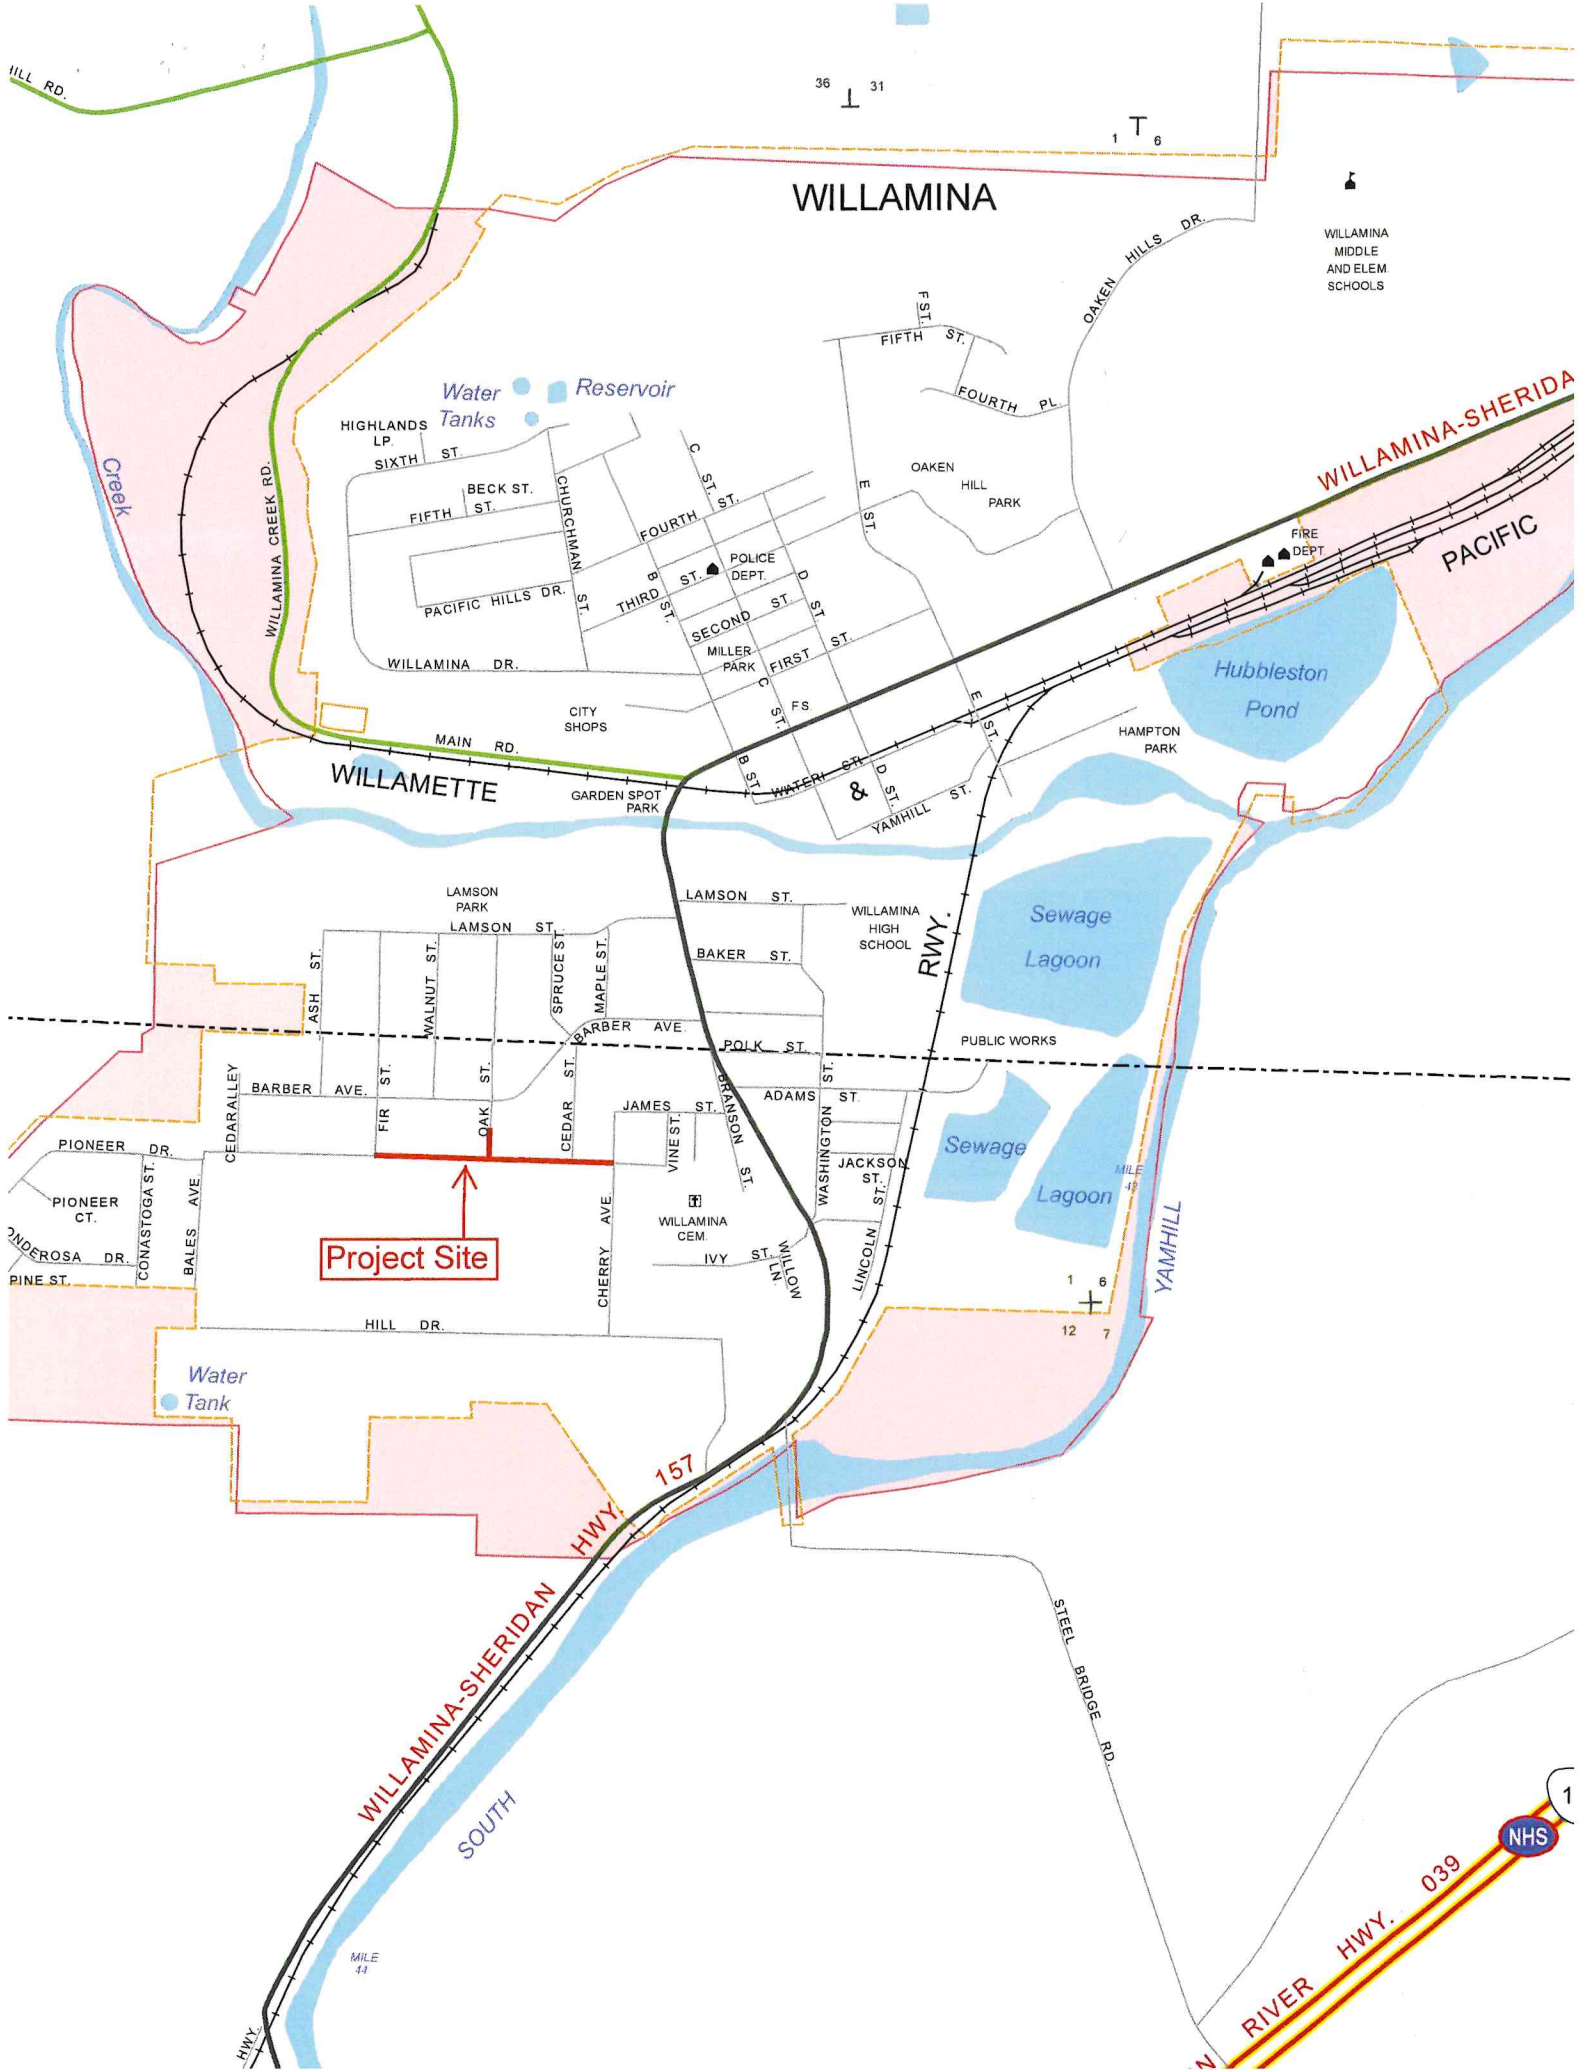 HILL RD.
36 31
1 6
WILLAMINA
WILLAMINA
MIDDLE
AND ELEM.
SCHOOLS
OAKEN HILLS DR.
F ST.
FIFTH ST.
FOURTH PL.
Water
Tanks
Reservoir
HIGHLANDS
LP.
SIXTH ST.
BECK ST.
FIFTH ST.
CHURCHMAN ST.
C ST.
FOURTH ST.
E ST.
OAKEN
HILL
PARK
WILLAMINA-SHERIDA
PACIFIC
FIRE
DEPT.
Creek
WILLAMINA CREEK RD.
PACIFIC HILLS DR.
B ST.
THIRD ST.
POLICE
DEPT.
D ST.
SECOND ST.
MILLER
PARK
FIRST ST.
WILLAMINA DR.
C ST.
F.S.
E ST.
CITY
SHOPS
Hubbleston
Pond
HAMPTON
PARK
MAIN RD.
WILLAMETTE
GARDEN SPOT
PARK
B ST.
WATER ST.
&
D ST.
YAMHILL ST.
LAMSON
PARK
LAMSON ST.
LAMSON ST.
WILLAMINA
HIGH
SCHOOL
RWY.
Sewage
Lagoon
BAKER ST.
ASH ST.
WALNUT ST.
SPRUCE ST.
MAPLE ST.
BARBER AVE.
POLK ST.
PUBLIC WORKS
CEDARALLEY
BARBER AVE.
FIR ST.
OAK ST.
CEDAR ST.
JAMES ST.
VINE ST.
BRANSON ST.
ADAMS ST.
WASHINGTON ST.
JACKSON
ST.
LINCOLN ST.
Sewage
Lagoon
MILE
YAMHILL
PIONEER DR.
PIONEER
CT.
CONASTOGA ST.
BALES AVE.
ONDEROSA DR.
PINE ST.
Project Site
CHERRY AVE.
WILLAMINA
CEM.
IVY ST.
WILLOW
LN.
1 6
12 7
HILL DR.
Water
Tank
157
HWY.
WILLAMINA-SHERIDAN
SOUTH
STEEL BRIDGE RD.
MILE
44
HWY.
1
NHS
RIVER HWY. 039
N